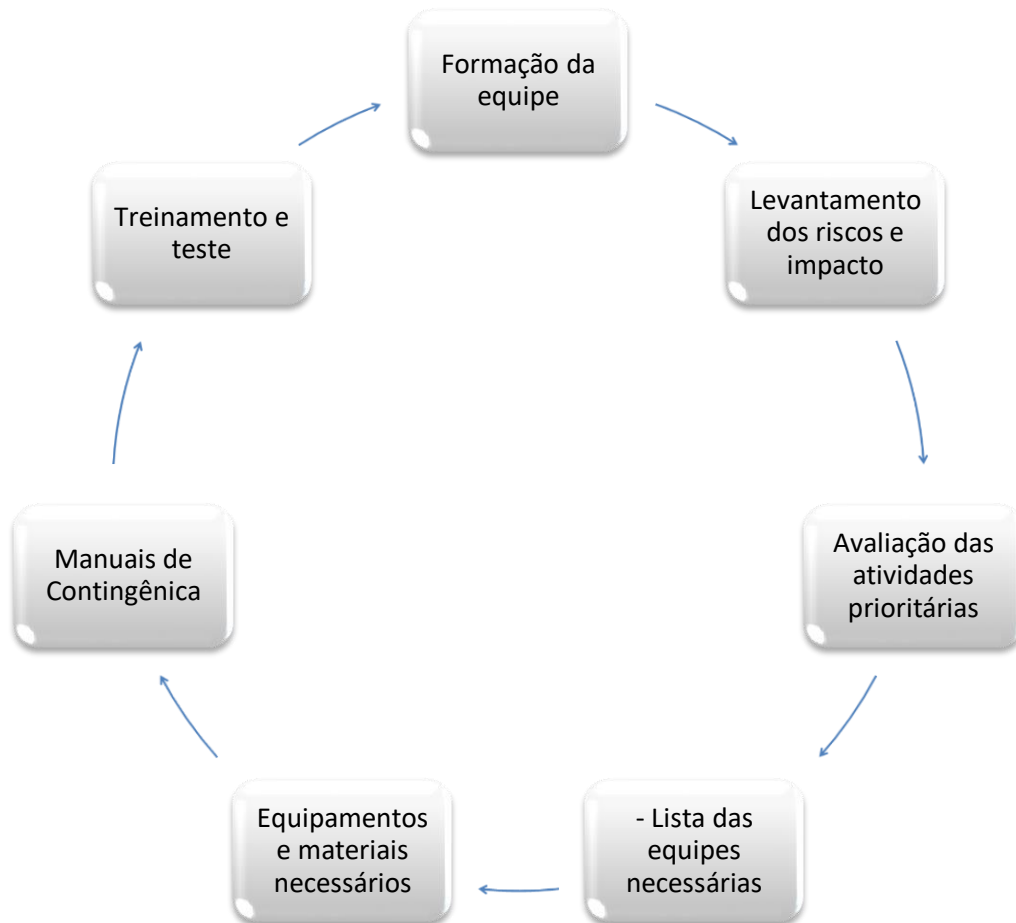 Formação da
equipe
Levantamento
dos riscos e
impacto
Avaliação das
atividades
prioritárias
- Lista das
equipes
necessárias
Equipamentos
e materiais
necessários
Manuais de
Contingênica
Treinamento e
teste